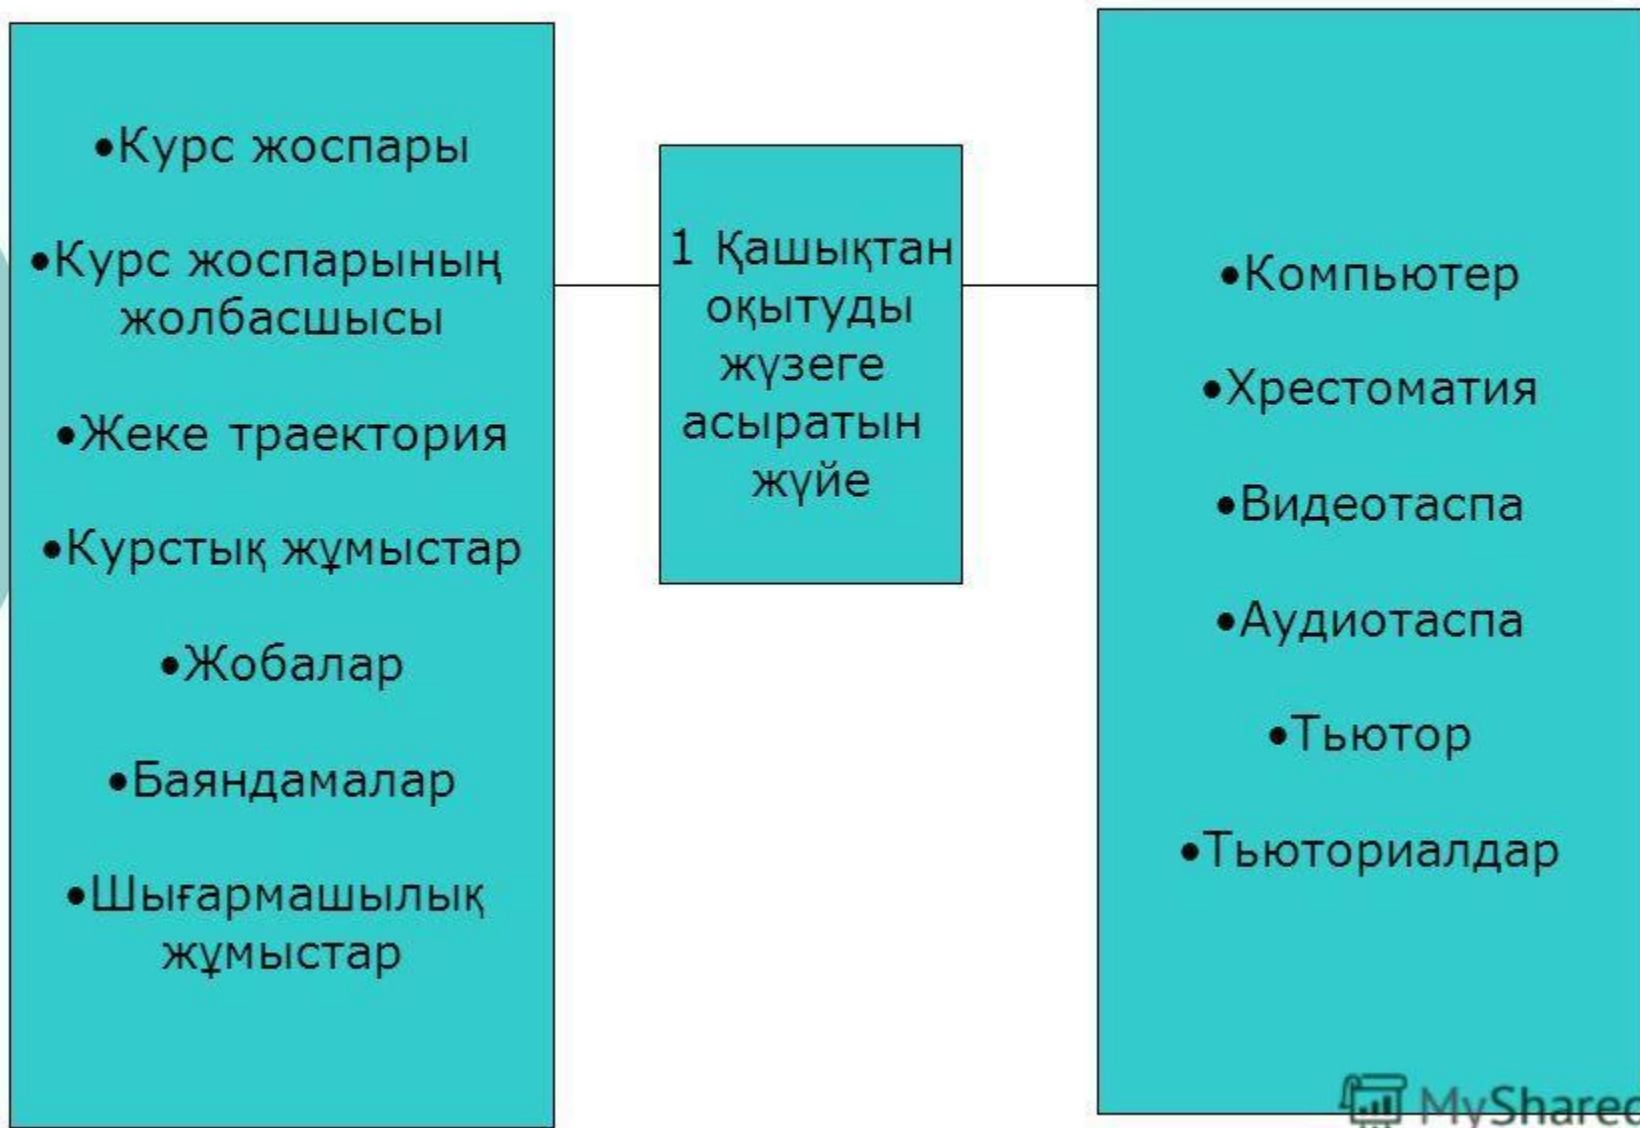 •Курс жоспары
•Курс жоспарының
жолбасшысы
•Жеке траектория
•Курстық жұмыстар
•Жобалар
•Баяндамалар
•Шығармашылық
жұмыстар
1 Қашықтан
оқытуды
жүзеге
асыратын
жүйе
•Компьютер
•Хрестоматия
•Видеотаспа
•Аудиотаспа
•Тьютор
•Тьюториалдар
MyShared